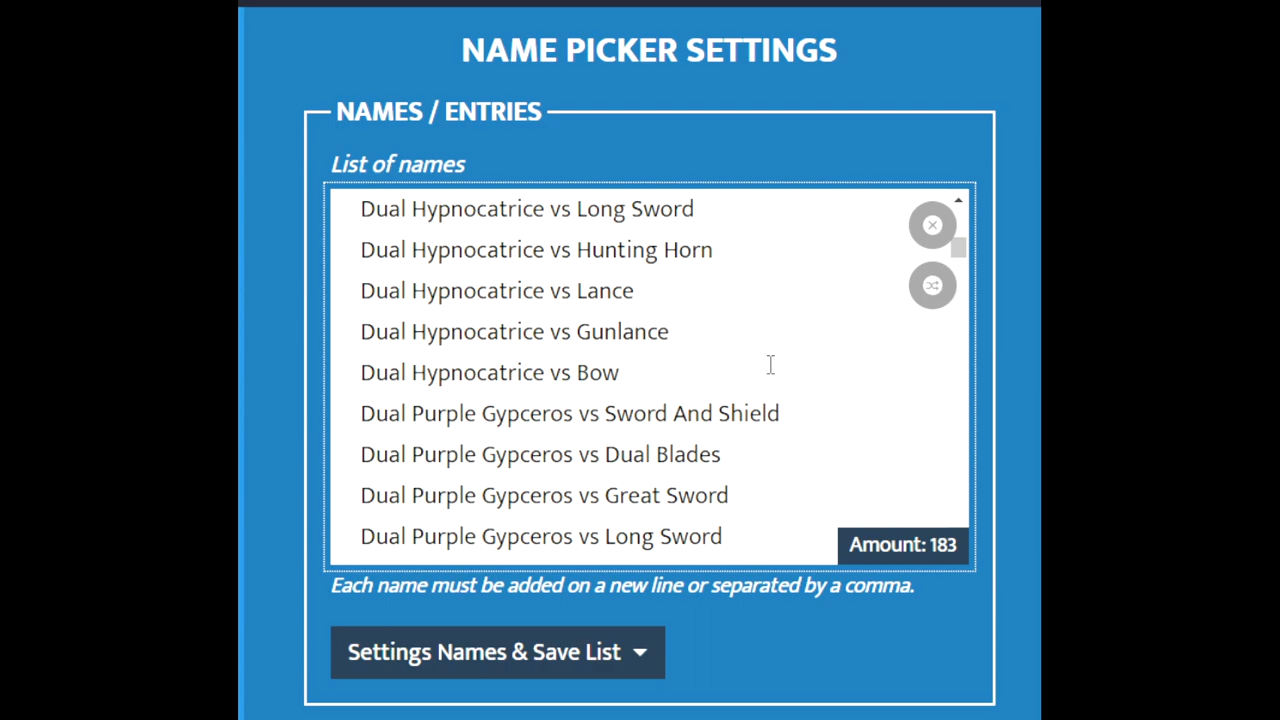 NAME PICKER SETTINGS
NAMES / ENTRIES
List of names
Dual Hypnocatrice vs Long Sword
Dual Hypnocatrice vs Hunting Horn
Dual Hypnocatrice vs Lance
Dual Hypnocatrice vs Gunlance
Dual Hypnocatrice vs Bow
Dual Purple Gypceros vs Sword And Shield
Dual Purple Gypceros vs Dual Blades
Dual Purple Gypceros vs Great Sword
Dual Purple Gypceros vs Long Sword
Amount: 183
Each name must be added on a new line or separated by a comma.
Settings Names & Save List